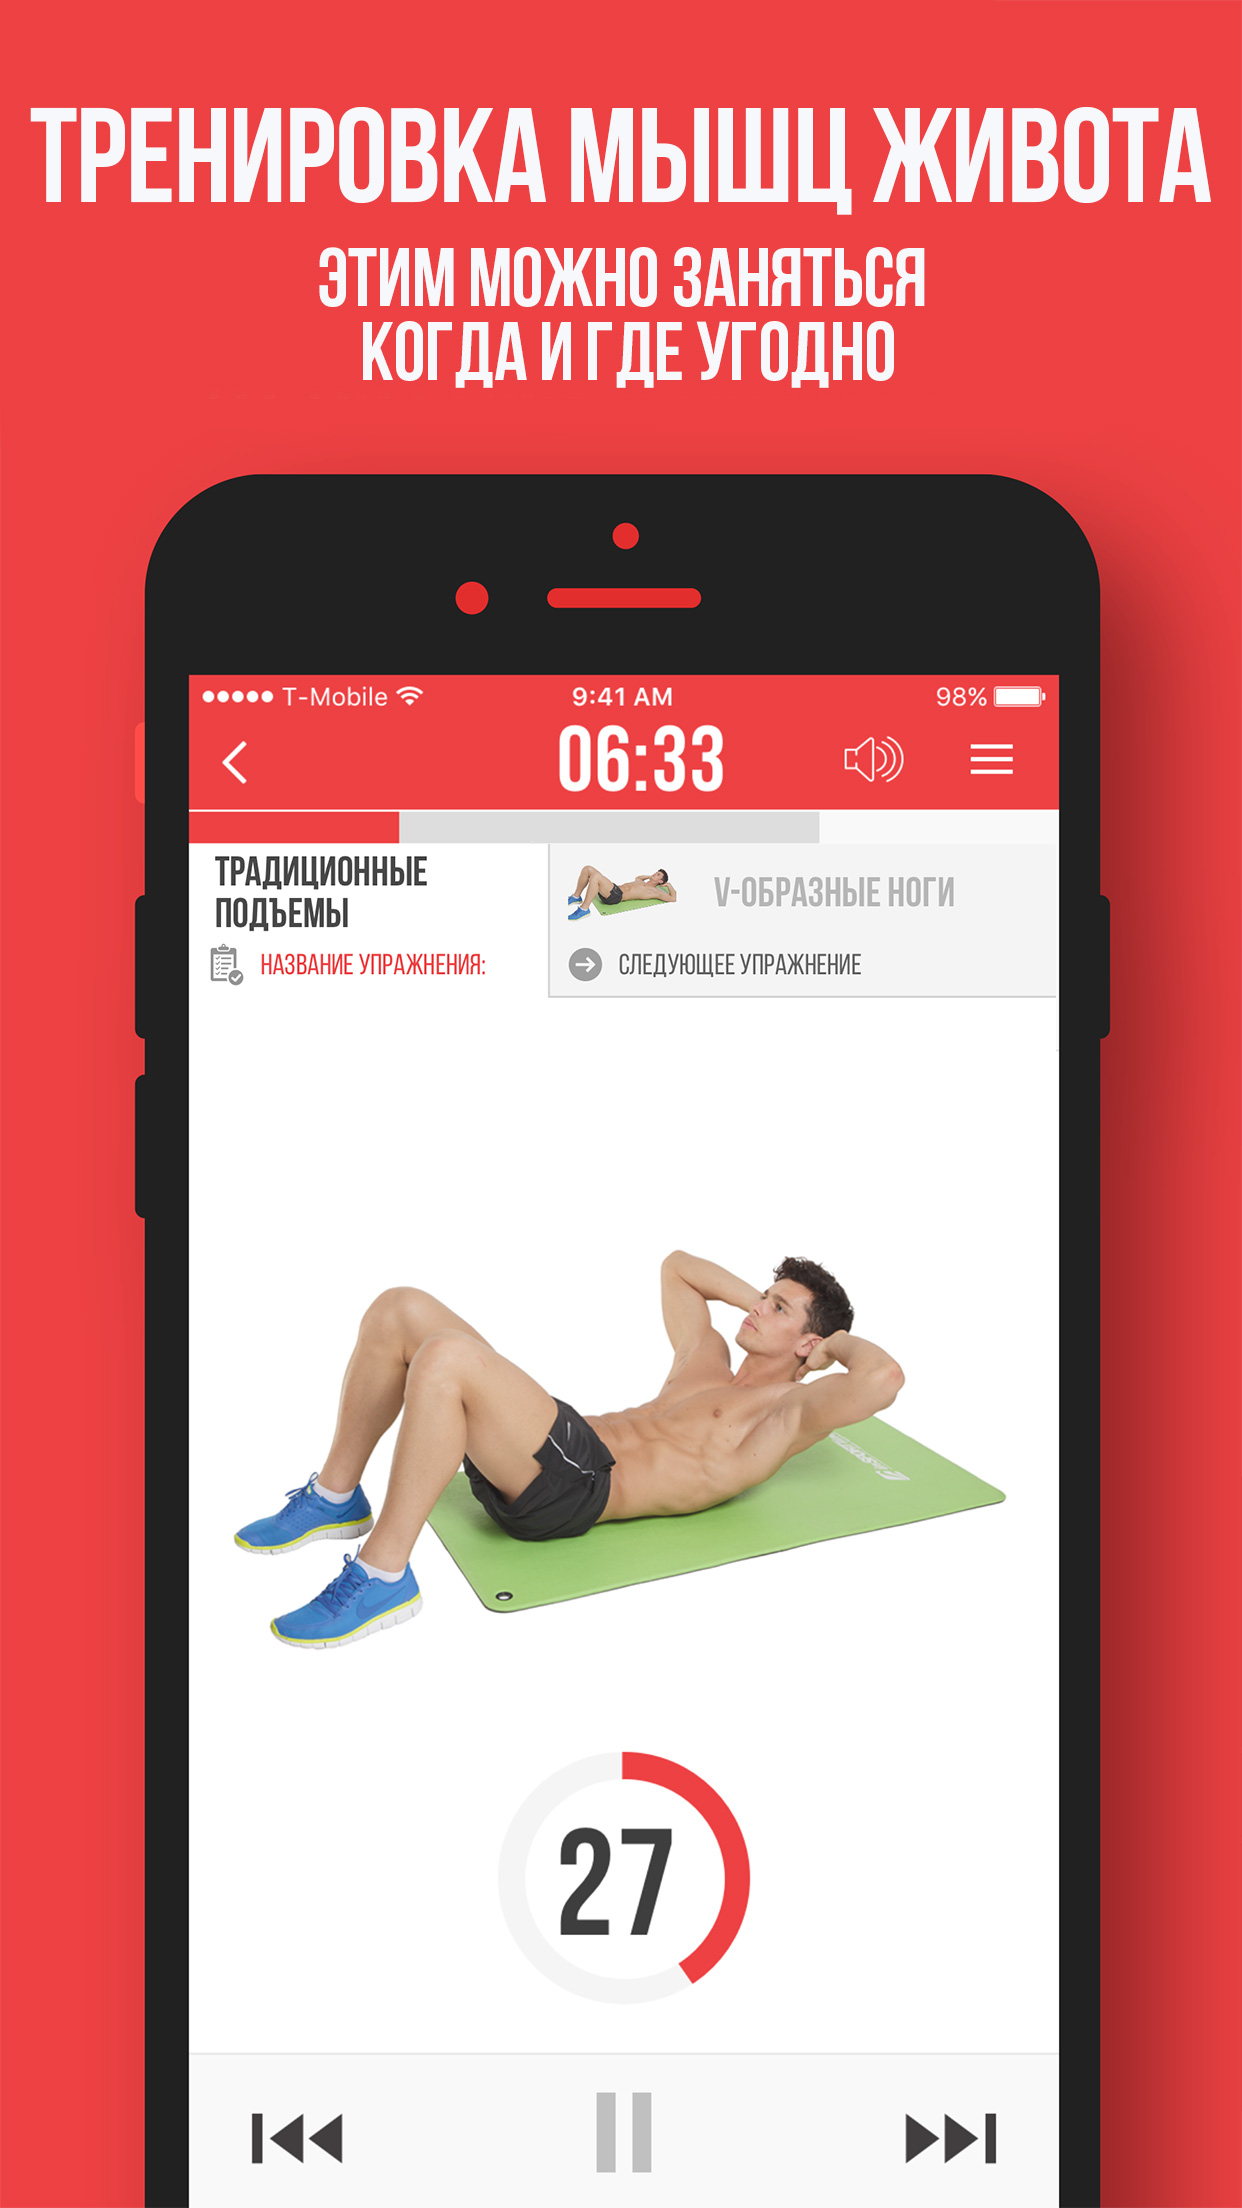 ТРЕНИРОВКА МЫШЦ ЖИВОТА
ЭТИМ МОЖНО ЗАНЯТЬСЯ
КОГДА И ГДЕ УГОДНО
T-Mobile 9:41 AM 98%
06:33
ТРАДИЦИОННЫЕ
ПОДЪЕМЫ
НАЗВАНИЕ УПРАЖНЕНИЯ:
V-ОБРАЗНЫЕ НОГИ
СЛЕДУЮЩЕЕ УПРАЖНЕНИЕ
27